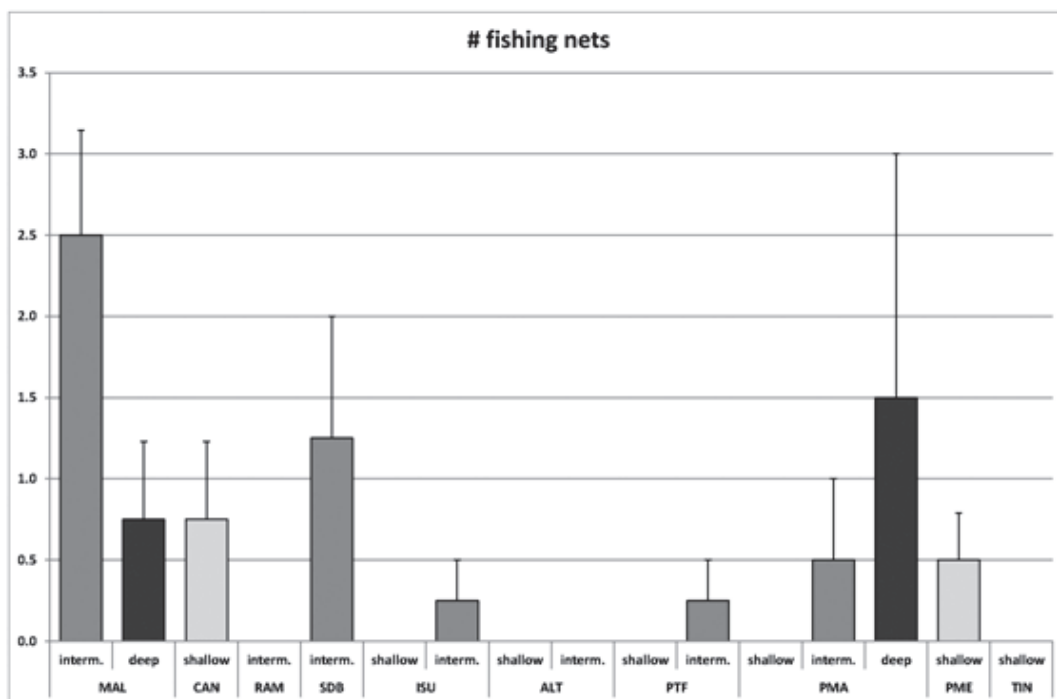 # fishing nets
3.5
3.0
2.5
2.0
1.5
1.0
0.5
0.0
interm. deep shallow interm. interm. shallow interm. shallow interm. shallow interm. shallow interm. deep shallow shallow
MAL CAN RAM SDB ISU ALT PTF PMA PME TIN